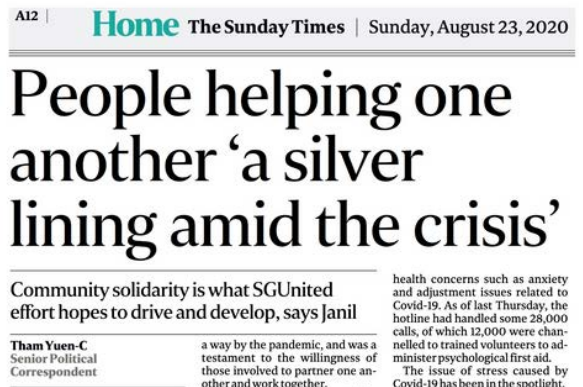 A12
Home The Sunday Times | Sunday, August 23, 2020
People helping one
another ‘a silver
lining amid the crisis’
Community solidarity is what SGUnited
effort hopes to drive and develop, says Janil
Tham Yuen-C
Senior Political
Correspondent
a way by the pandemic, and was a
testament to the willingness of
those involved to partner one an-
other and work together.
health concerns such as anxiety
and adjustment issues related to
Covid-19. As of last Thursday, the
hotline had handled some 28,000
calls, of which 12,000 were chan-
nelled to trained volunteers to ad-
minister psychological first aid.
The issue of stress caused by
Covid-19 has been in the spotlight,